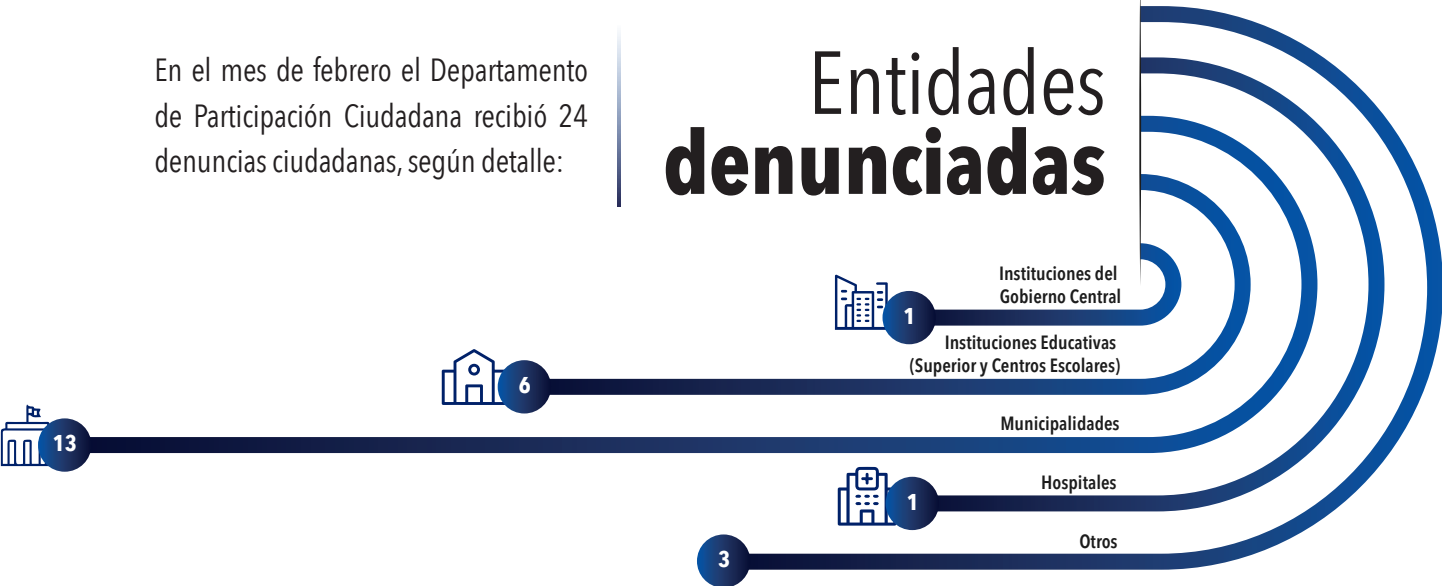 En el mes de febrero el Departamento
de Participación Ciudadana recibió 24
denuncias ciudadanas, según detalle:
Entidades
denunciadas
Instituciones del
Gobierno Central
1
Instituciones Educativas
(Superior y Centros Escolares)
6
Municipalidades
13
Hospitales
1
Otros
3